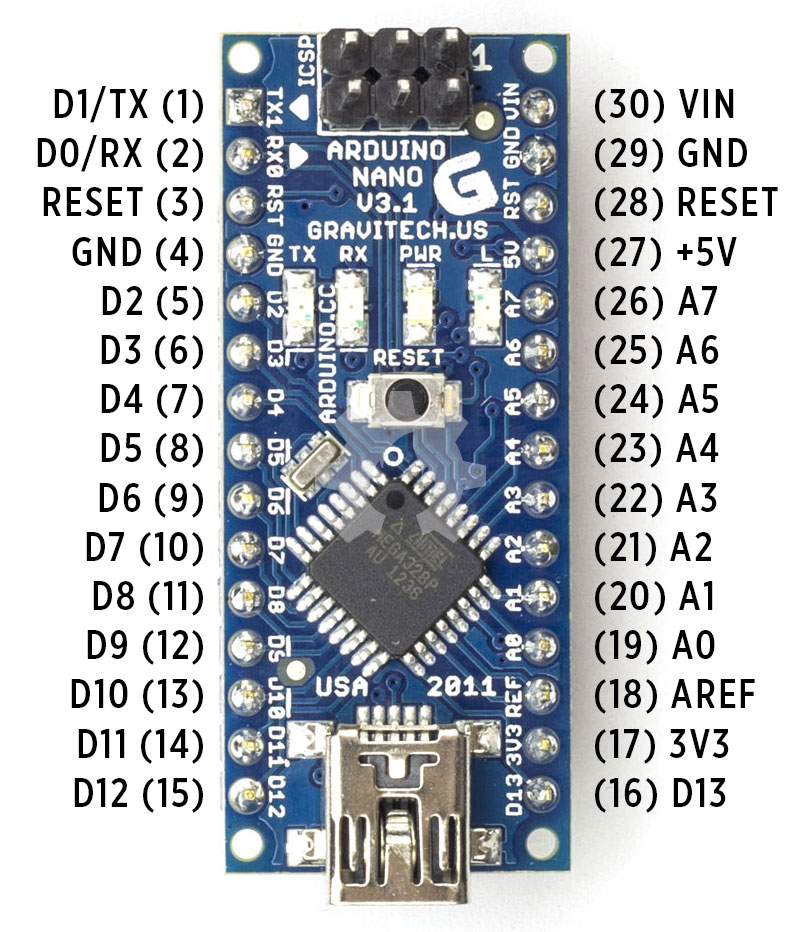 D1/TX (1)
D0/RX (2)
RESET (3)
GND (4)
D2 (5)
D3 (6)
D4 (7)
D5 (8)
D6 (9)
D7 (10)
D8 (11)
D9 (12)
D10 (13)
D11 (14)
D12 (15)
ICSP
1
TX1
RX0
RST
GND
D2
D3
D4
D5
D6
D7
D8
D9
D10
D11
D12
ARDUINO
NANO
V3.1
GRAVITECH.US
G
TX RX PWR L
ARDUINO.CC
RESET
ATMEL
MEGA328P
4U 1236
USA 2011
VIN
GND
RST
5V
A7
A6
A5
A4
A3
A2
A1
A0
REF
3V3
D13
(30) VIN
(29) GND
(28) RESET
(27) +5V
(26) A7
(25) A6
(24) A5
(23) A4
(22) A3
(21) A2
(20) A1
(19) A0
(18) AREF
(17) 3V3
(16) D13